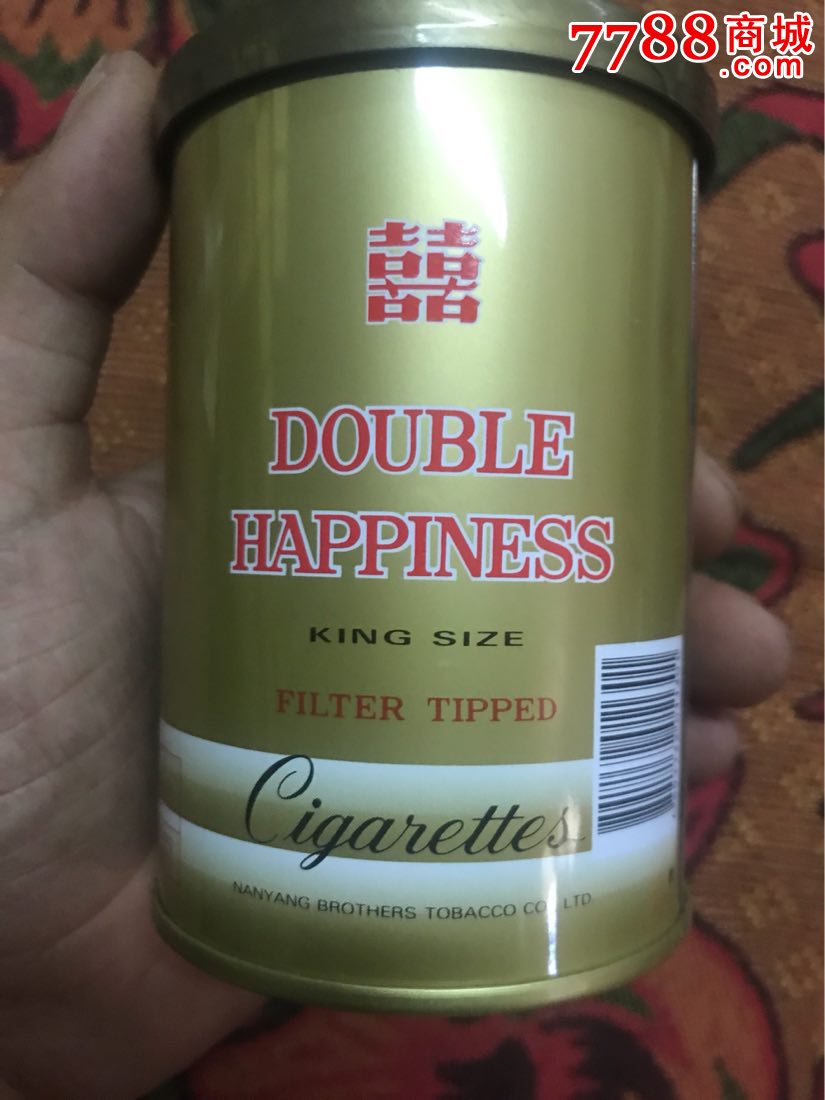 7788商城
.com
囍
DOUBLE
HAPPINESS
KING SIZE
FILTER TIPPED
Cigarettes
NANYANG BROTHERS TOBACCO CO. LTD